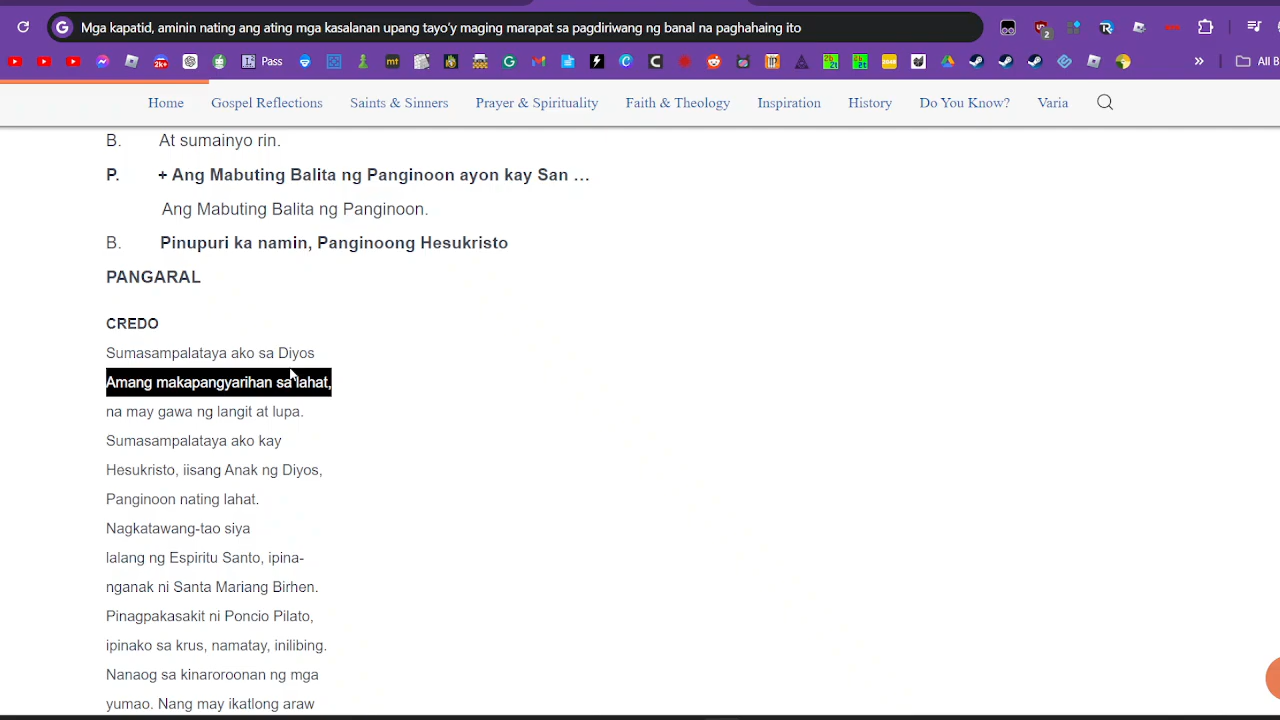 Mga kapatid, aminin nating ang ating mga kasalanan upang tayo'y maging marapat sa pagdiriwang ng banal na paghahaing ito
Pass
All B
Home Gospel Reflections Saints & Sinners Prayer & Spirituality Faith & Theology Inspiration History Do You Know? Varia
B. At sumainyo rin.
P. + Ang Mabuting Balita ng Panginoon ayon kay San …
Ang Mabuting Balita ng Panginoon.
B. Pinupuri ka namin, Panginoong Hesukristo
PANGARAL
CREDO
Sumasampalataya ako sa Diyos
Amang makapangyarihan sa lahat,
na may gawa ng langit at lupa.
Sumasampalataya ako kay
Hesukristo, iisang Anak ng Diyos,
Panginoon nating lahat.
Nagkatawang-tao siya
lalang ng Espiritu Santo, ipina-
nganak ni Santa Mariang Birhen.
Pinagpakasakit ni Poncio Pilato,
ipinako sa krus, namatay, inilibing.
Nanaog sa kinaroroonan ng mga
yumao. Nang may ikatlong araw